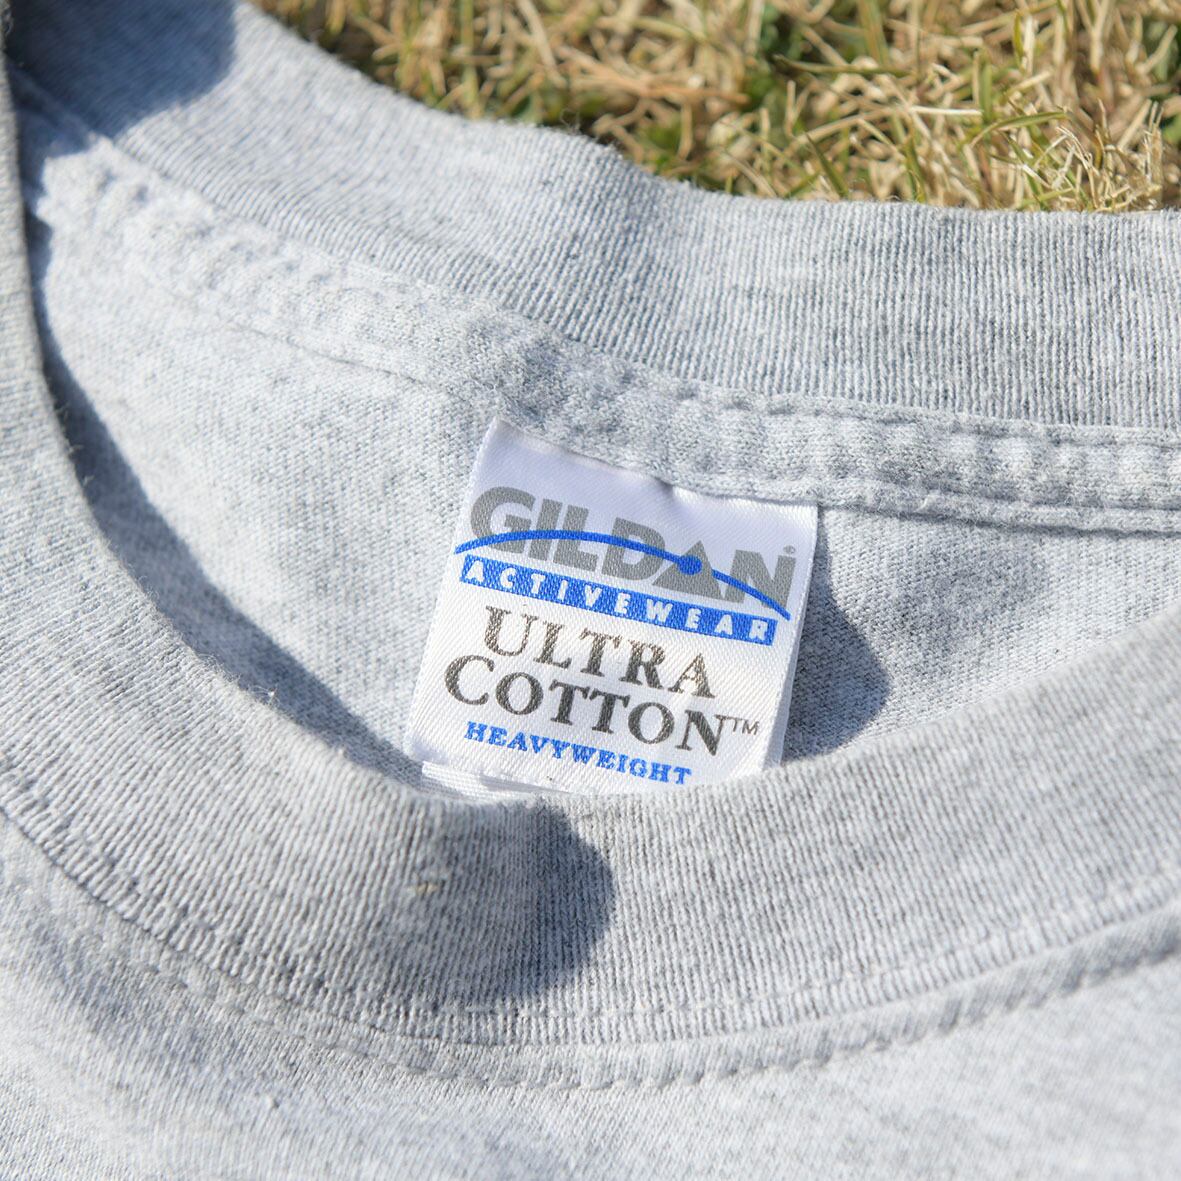 GILDAN®
ACTIVEWEAR
ULTRA
COTTON™
HEAVYWEIGHT